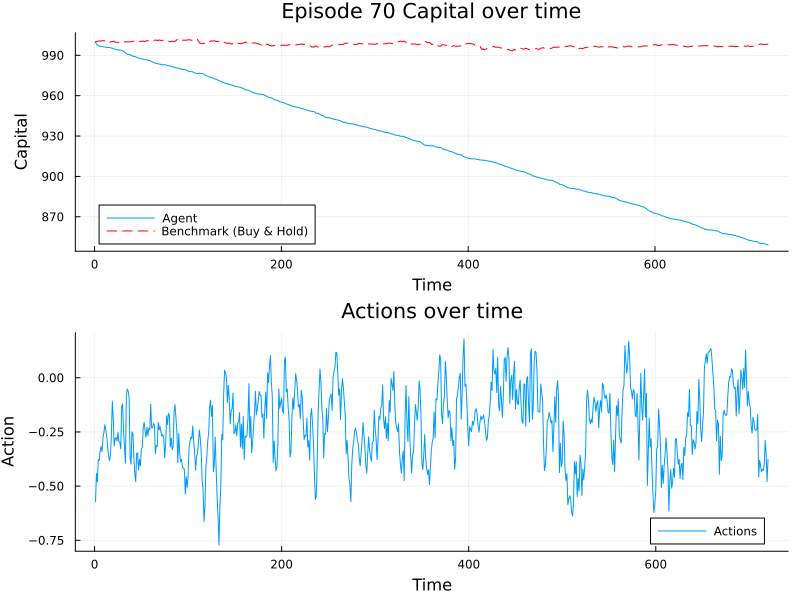 Episode 70 Capital over time
Capital
990
960
930
900
870
Agent
Benchmark (Buy & Hold)
0
200
400
600
Time
Actions over time
Action
0.00
−0.25
−0.50
−0.75
Actions
0
200
400
600
Time